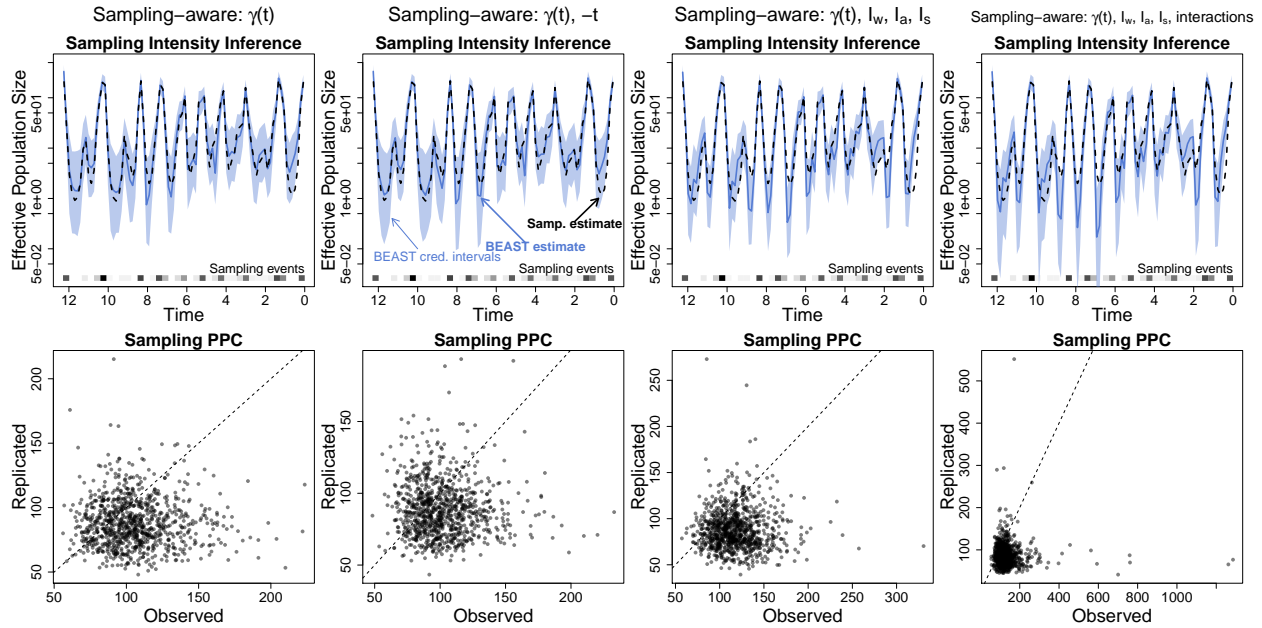 Sampling−aware: γ(t)
Sampling−aware: γ(t), −t
Sampling−aware: γ(t), Iw, Ia, Is
Sampling−aware: γ(t), Iw, Ia, Is, interactions
Sampling Intensity Inference
Effective Population Size
5e−02 1e+00 5e+01
Sampling events
12 10 8 6 4 2 0
Time
Sampling Intensity Inference
Effective Population Size
5e−02 1e+00 5e+01
Samp. estimate
BEAST estimate
BEAST cred. intervals
Sampling events
12 10 8 6 4 2 0
Time
Sampling Intensity Inference
Effective Population Size
5e−02 1e+00 5e+01
Sampling events
12 10 8 6 4 2 0
Time
Sampling Intensity Inference
Effective Population Size
5e−02 1e+00 5e+01
Sampling events
12 10 8 6 4 2 0
Time
Sampling PPC
Replicated
50 100 150 200
50 100 150 200
Observed
Sampling PPC
Replicated
50 100 150
50 100 150 200
Observed
Sampling PPC
Replicated
50 100 150 200 250
50 100 150 200 250 300
Observed
Sampling PPC
Replicated
100 200 300 400 500
200 400 600 800 1000
Observed